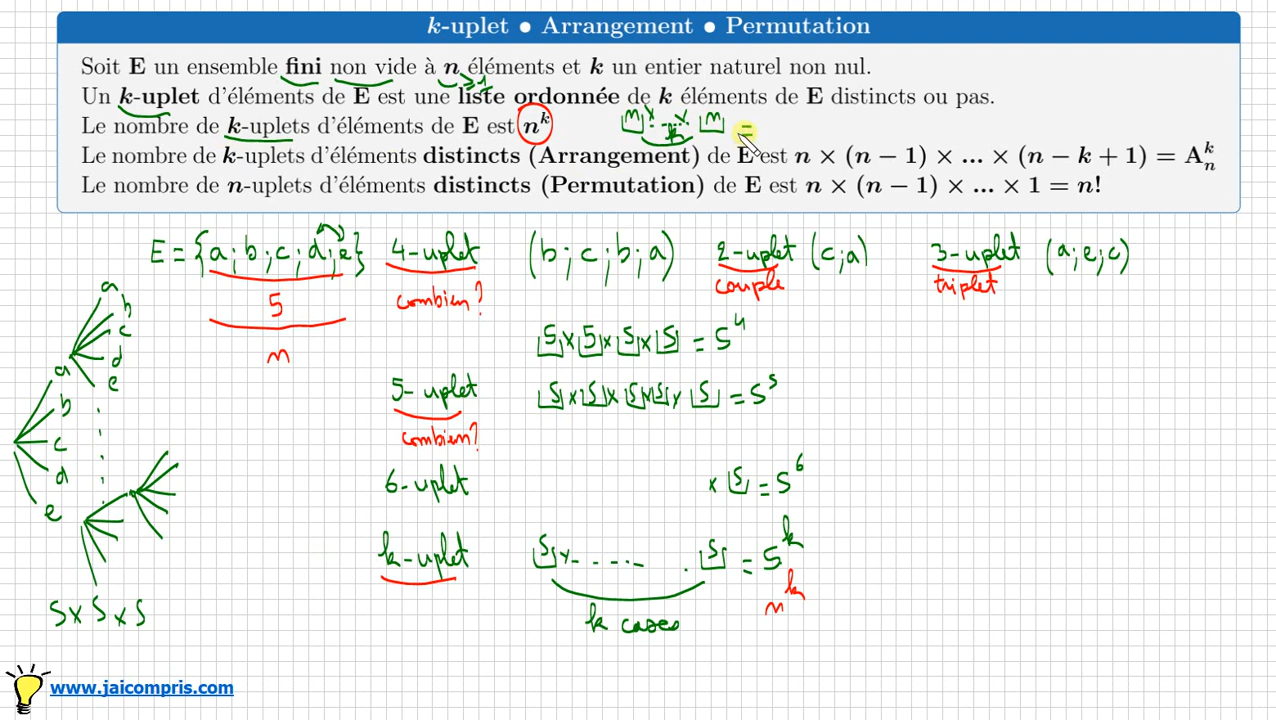 k-uplet • Arrangement • Permutation
Soit E un ensemble fini non vide à n éléments et k un entier naturel non nul.
⩾1
Un k-uplet d'éléments de E est une liste ordonnée de k éléments de E distincts ou pas.
Le nombre de k-uplets d'éléments de E est n^k n × ... × n =
k
Le nombre de k-uplets d'éléments distincts (Arrangement) de E est n × (n − 1) × ... × (n − k + 1) = A_n^k
Le nombre de n-uplets d'éléments distincts (Permutation) de E est n × (n − 1) × ... × 1 = n!
E = {a; b; c; d; e} 4-uplet (b; c; b; a) 2-uplet (c; a) 3-uplet (a; e; c)
5 combien? couple triplet
n
5 × 5 × 5 × 5 = 5^4
5-uplet 5 × 5 × 5 × 5 × 5 = 5^5
combien?
6-uplet × 5 = 5^6
k-uplet 5 × ...... . 5 = 5^k
k cases n^k
a
b
c
d
e
a
b
c
d
e
5 × 5 × 5
www.jaicompris.com